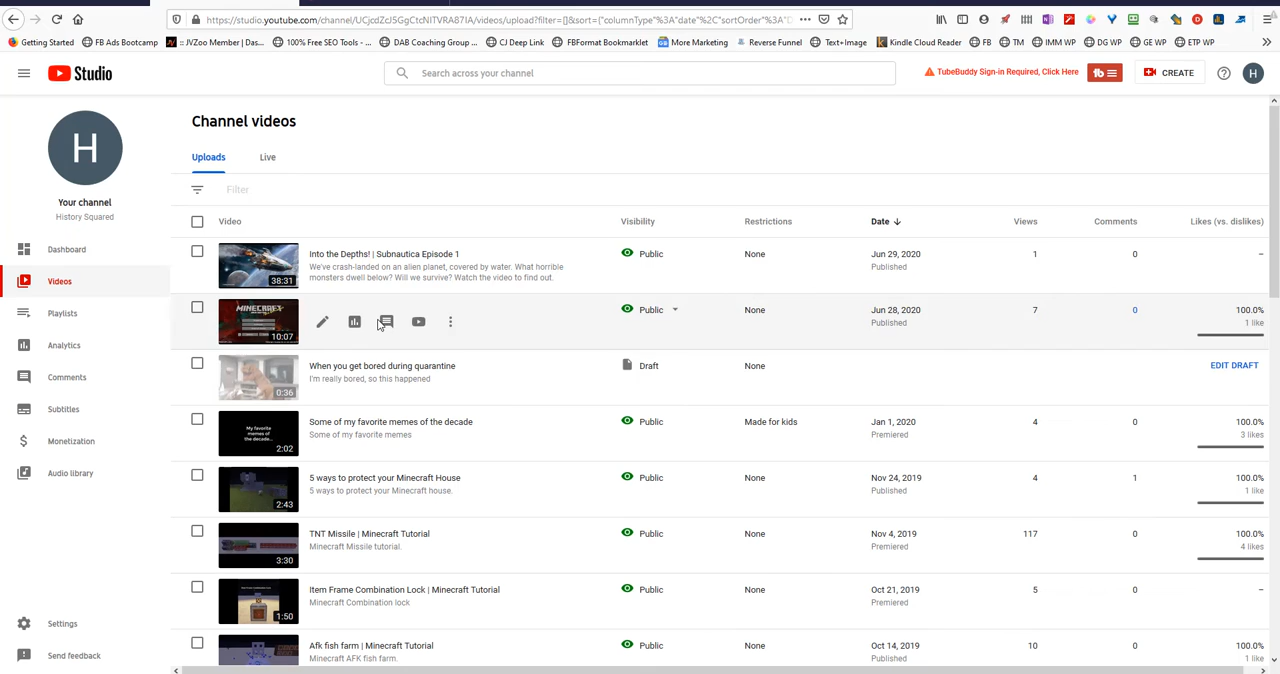 https://studio.youtube.com/channel/UCjcdZcJ5GgCtcNITVRA87IA/videos/upload?filter=[]&sort={"columnType"%3A"date"%2C"sortOrder"%3A"D
Getting Started FB Ads Bootcamp :: JVZoo Member | Das... 100% Free SEO Tools - ... DAB Coaching Group ... CJ Deep Link FBFormat Bookmarklet More Marketing Reverse Funnel Text+Image Kindle Cloud Reader FB TM IMM WP DG WP GE WP ETP WP
Studio
Search across your channel
TubeBuddy Sign-in Required, Click Here
tb
CREATE
H
H
Your channel
History Squared
Dashboard
Videos
Playlists
Analytics
Comments
Subtitles
Monetization
Audio library
Settings
Send feedback
Channel videos
Uploads Live
Filter
Video Visibility Restrictions Date Views Comments Likes (vs. dislikes)
Into the Depths! | Subnautica Episode 1 Public None Jun 29, 2020 1 0 –
We've crash-landed on an alien planet, covered by water. What horrible Published
monsters dwell below? Will we survive? Watch the video to find out.
38:31
MINECRAFT Public None Jun 28, 2020 7 0 100.0%
Published 1 like
10:07
When you get bored during quarantine Draft None EDIT DRAFT
I'm really bored, so this happened
0:36
Some of my favorite memes of the decade Public Made for kids Jan 1, 2020 4 0 100.0%
Some of my favorite memes Premiered 3 likes
My favorite
memes of
the decade...
2:02
5 ways to protect your Minecraft House Public None Nov 24, 2019 4 1 100.0%
5 ways to protect your Minecraft house. Published 1 like
2:43
TNT Missile | Minecraft Tutorial Public None Nov 4, 2019 117 0 100.0%
Minecraft Missile tutorial. Premiered 4 likes
3:30
Item Frame Combination Lock | Minecraft Tutorial Public None Oct 21, 2019 5 0 –
Minecraft Combination lock Premiered
1:50
Afk fish farm | Minecraft Tutorial Public None Oct 14, 2019 10 0 100.0%
Minecraft AFK fish farm. Premiered 1 like